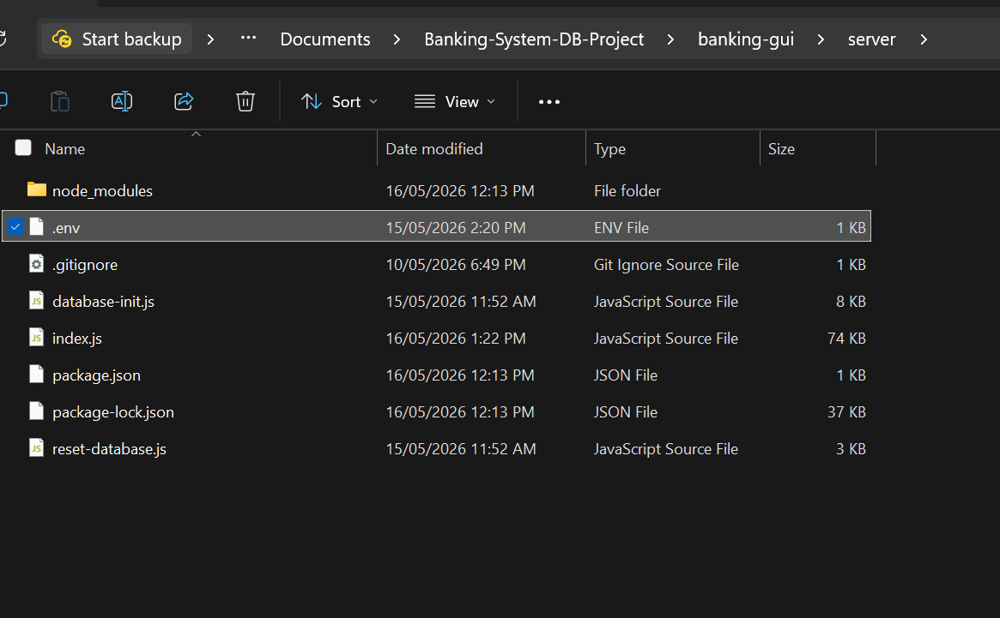 Start backup > ... Documents > Banking-System-DB-Project > banking-gui > server >
Sort View ...
Name Date modified Type Size
node_modules 16/05/2026 12:13 PM File folder
.env 15/05/2026 2:20 PM ENV File 1 KB
.gitignore 10/05/2026 6:49 PM Git Ignore Source File 1 KB
database-init.js 15/05/2026 11:52 AM JavaScript Source File 8 KB
index.js 16/05/2026 1:22 PM JavaScript Source File 74 KB
package.json 16/05/2026 12:13 PM JSON File 1 KB
package-lock.json 16/05/2026 12:13 PM JSON File 37 KB
reset-database.js 15/05/2026 11:52 AM JavaScript Source File 3 KB